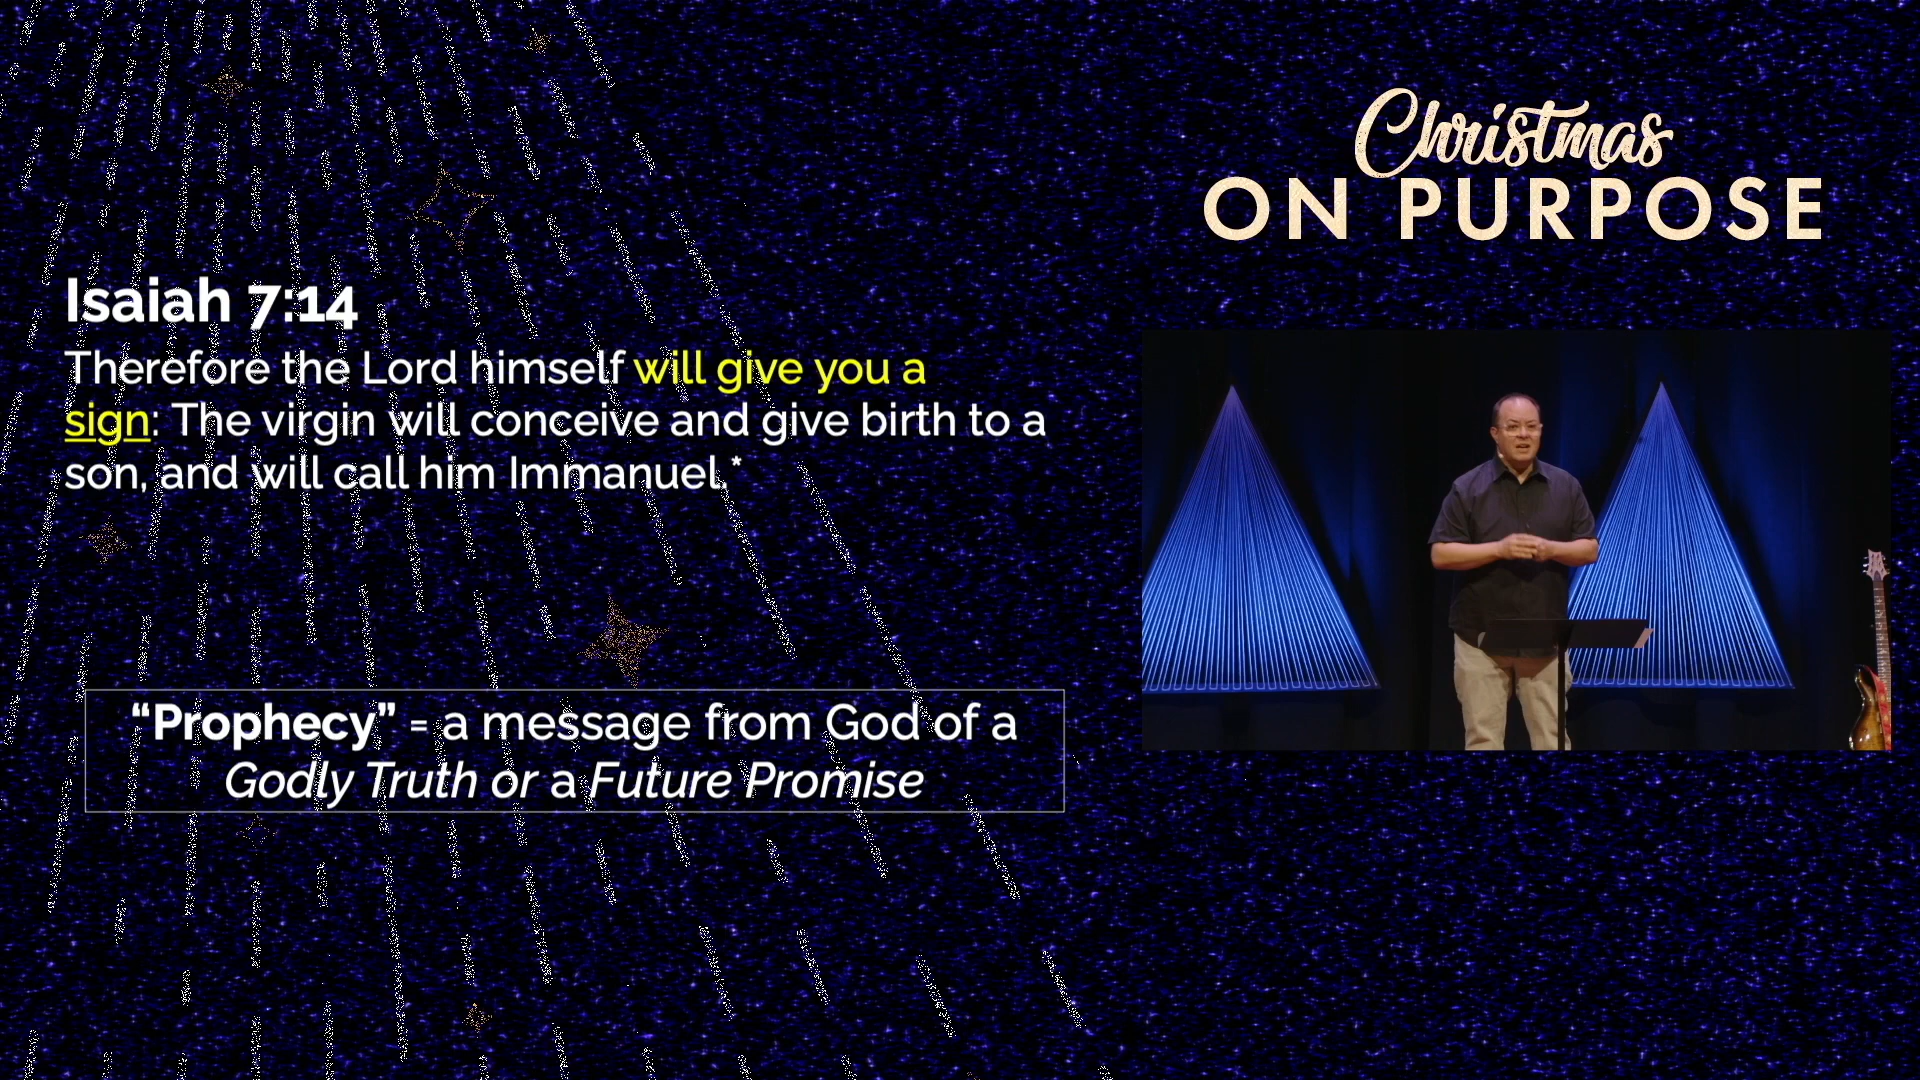 Christmas
ON PURPOSE
Isaiah 7:14
Therefore the Lord himself will give you a
sign: The virgin will conceive and give birth to a
son, and will call him Immanuel.*
“Prophecy” = a message from God of a
Godly Truth or a Future Promise